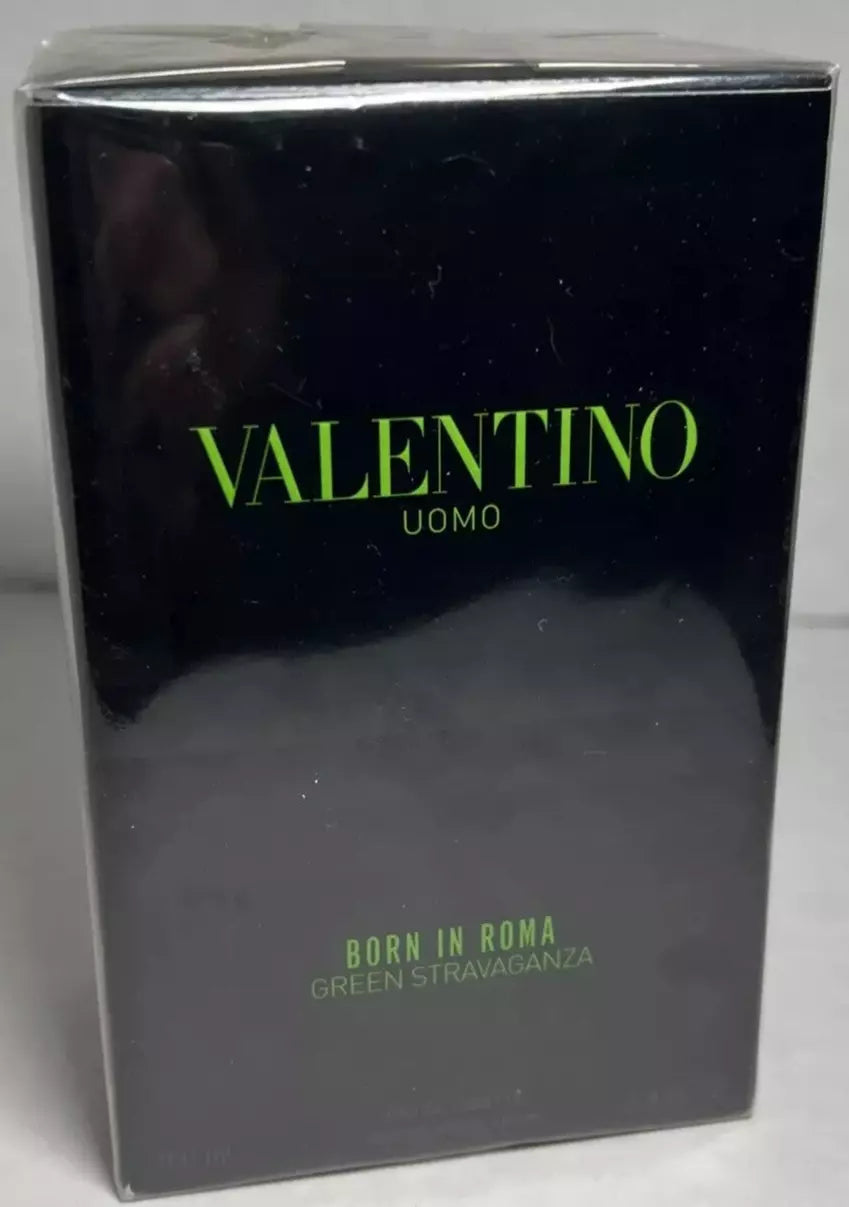 VALENTINO
UOMO
BORN IN ROMA
GREEN STRAVAGANZA